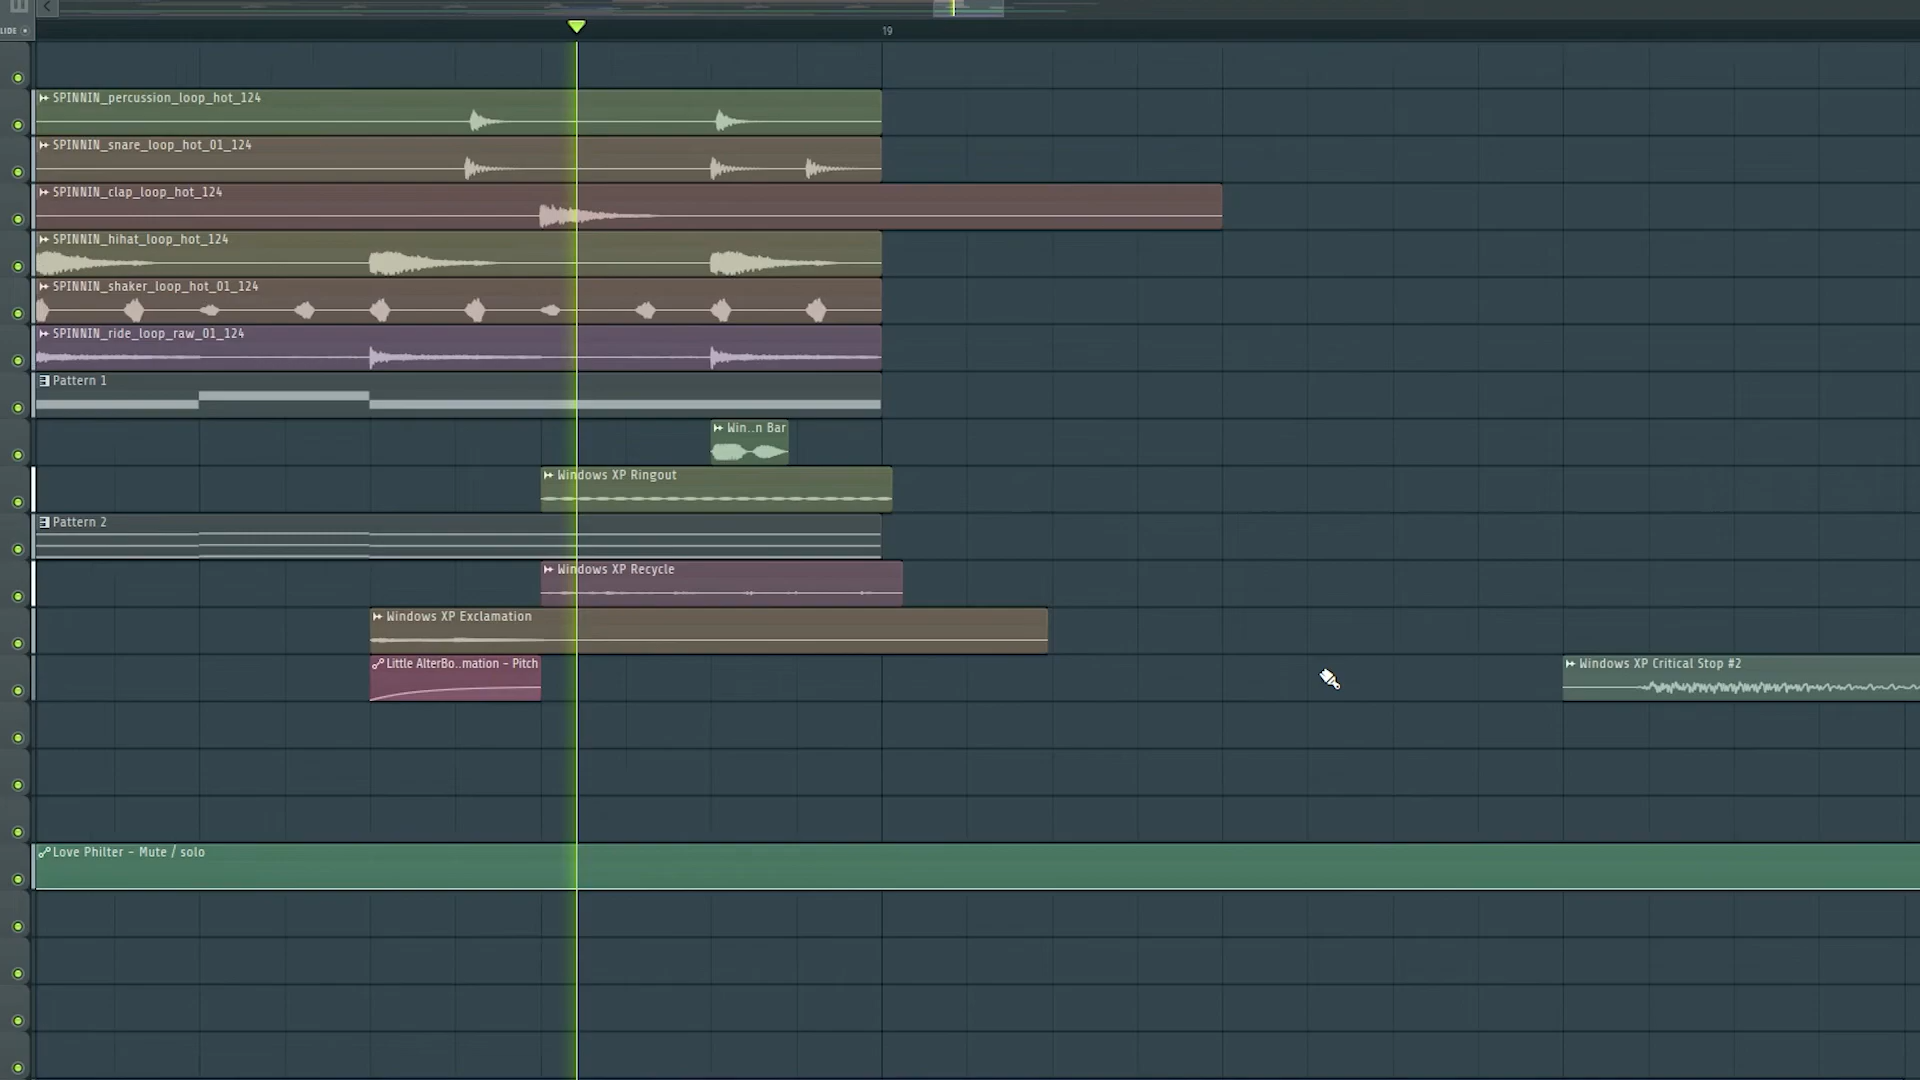 LIDE
19
SPINNIN_percussion_loop_hot_124
SPINNIN_snare_loop_hot_01_124
SPINNIN_clap_loop_hot_124
SPINNIN_hihat_loop_hot_124
SPINNIN_shaker_loop_hot_01_124
SPINNIN_ride_loop_raw_01_124
Pattern 1
Win..n Bar
Windows XP Ringout
Pattern 2
Windows XP Recycle
Windows XP Exclamation
Little AlterBo..mation - Pitch
Windows XP Critical Stop #2
Love Philter - Mute / solo